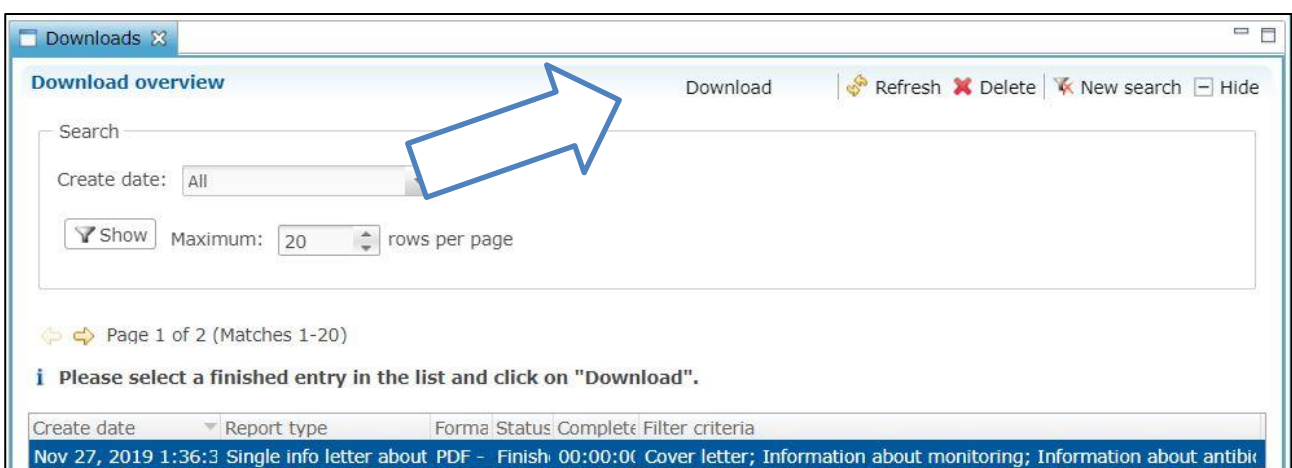 Downloads
Download overview
Download Refresh Delete New search Hide
Search
Create date: All
Show Maximum: 20 rows per page
Page 1 of 2 (Matches 1-20)
i Please select a finished entry in the list and click on "Download".
Create date Report type Forma Status Complete Filter criteria
Nov 27, 2019 1:36:3 Single info letter about PDF - Finish 00:00:0( Cover letter; Information about monitoring; Information about antibi